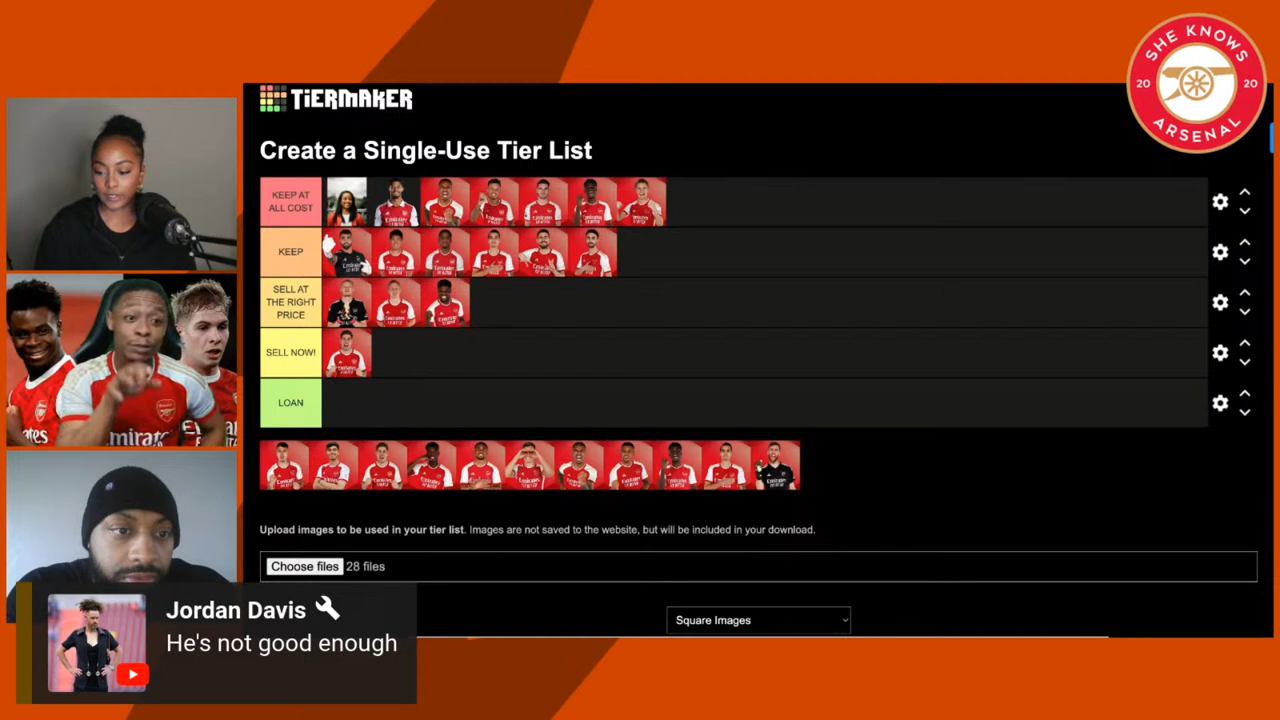 SHE KNOWS
20 20
ARSENAL
TiERMAKER
Create a Single-Use Tier List
KEEP AT
ALL COST
KEEP
SELL AT
THE RIGHT
PRICE
SELL NOW!
LOAN
Upload images to be used in your tier list. Images are not saved to the website, but will be included in your download.
Choose files 28 files
Square Images
Jordan Davis
He's not good enough